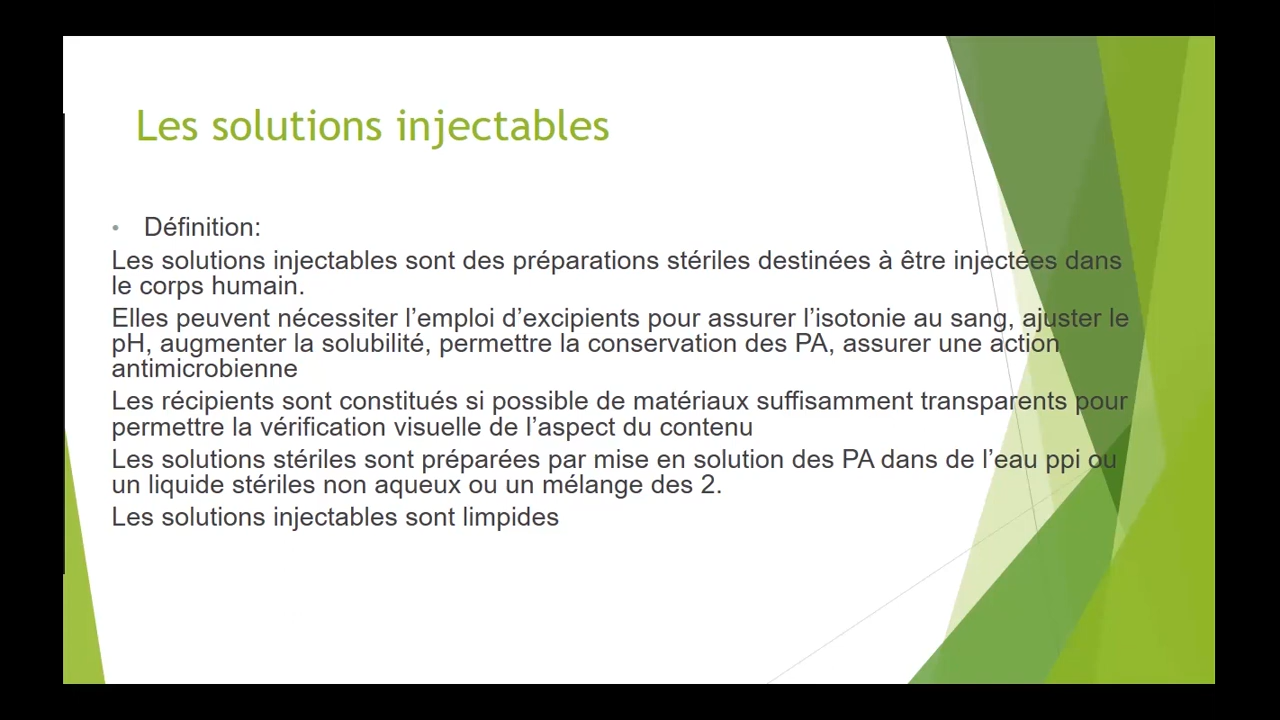 Les solutions injectables
• Définition:
Les solutions injectables sont des préparations stériles destinées à être injectées dans
le corps humain.
Elles peuvent nécessiter l’emploi d’excipients pour assurer l’isotonie au sang, ajuster le
pH, augmenter la solubilité, permettre la conservation des PA, assurer une action
antimicrobienne
Les récipients sont constitués si possible de matériaux suffisamment transparents pour
permettre la vérification visuelle de l’aspect du contenu
Les solutions stériles sont préparées par mise en solution des PA dans de l’eau ppi ou
un liquide stériles non aqueux ou un mélange des 2.
Les solutions injectables sont limpides